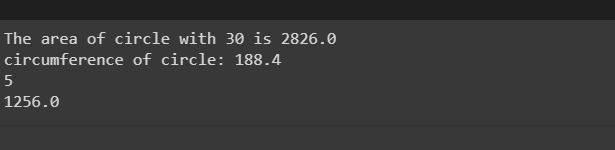 The area of circle with 30 is 2826.0
circumference of circle: 188.4
5
1256.0